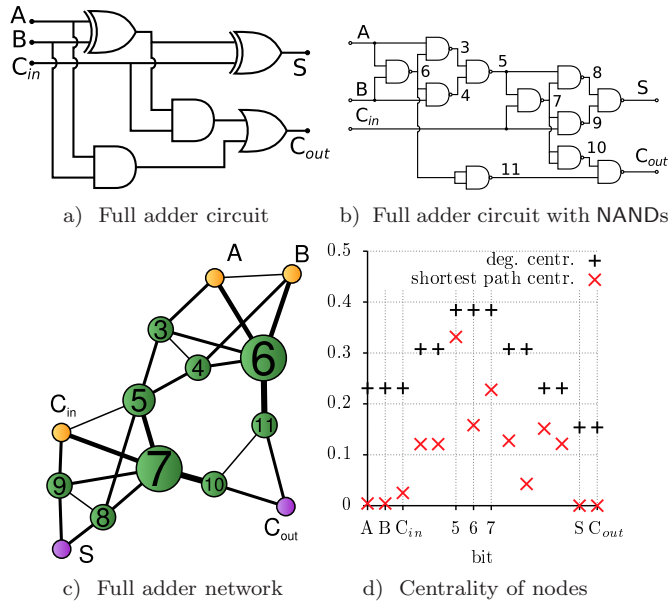 A
B
C_in
S
C_out
a) Full adder circuit
A
B
C_in
3
6
4
5
7
8
9
10
11
S
C_out
b) Full adder circuit with NANDs
A
B
3
6
4
5
C_in
11
7
9
10
8
S
C_out
c) Full adder network
0.5
0.4
0.3
0.2
0.1
0
deg. centr. +
shortest path centr. ×
A B C_in 5 6 7 S C_out
bit
d) Centrality of nodes